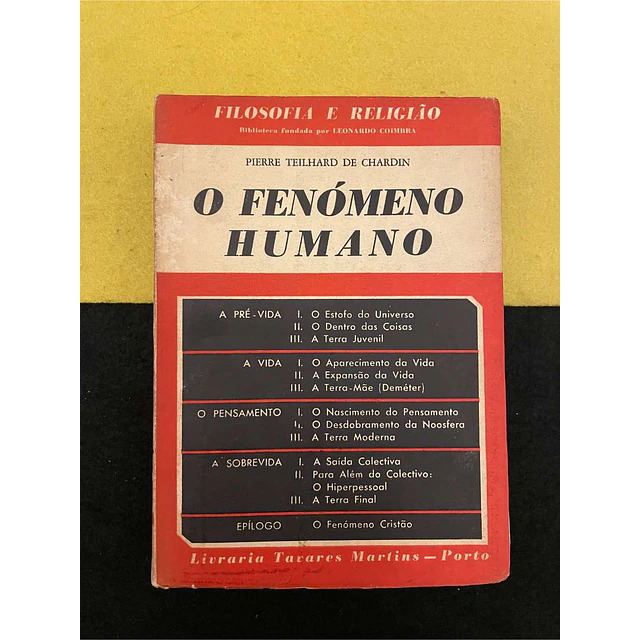 FILOSOFIA E RELIGIÃO
Biblioteca fundada por LEONARDO COIMBRA
PIERRE TEILHARD DE CHARDIN
O FENÓMENO
HUMANO
A PRÉ-VIDA I. O Estofo do Universo
II. O Dentro das Coisas
III. A Terra Juvenil
A VIDA I. O Aparecimento da Vida
II. A Expansão da Vida
III. A Terra-Mãe (Deméter)
O PENSAMENTO I. O Nascimento do Pensamento
II. O Desdobramento da Noosfera
III. A Terra Moderna
A SOBREVIDA I. A Saída Colectiva
II. Para Além do Colectivo:
O Hiperpessoal
III. A Terra Final
EPÍLOGO O Fenómeno Cristão
Livraria Tavares Martins — Porto